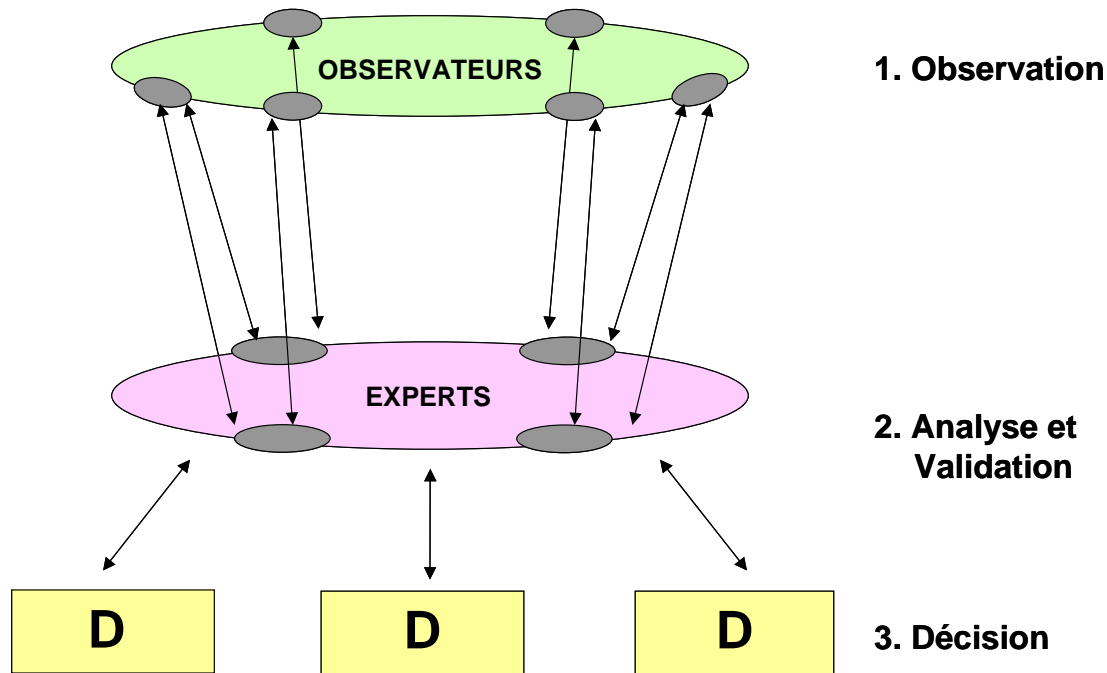 OBSERVATEURS
1. Observation
EXPERTS
2. Analyse et
Validation
D
D
D
3. Décision